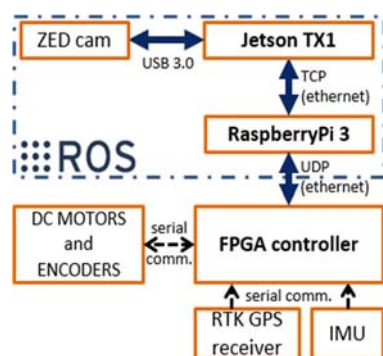 ZED cam
Jetson TX1
USB 3.0
TCP
(ethernet)
RaspberryPi 3
ROS
UDP
(ethernet)
DC MOTORS
and
ENCODERS
serial
comm.
FPGA controller
serial comm.
RTK GPS
receiver
IMU